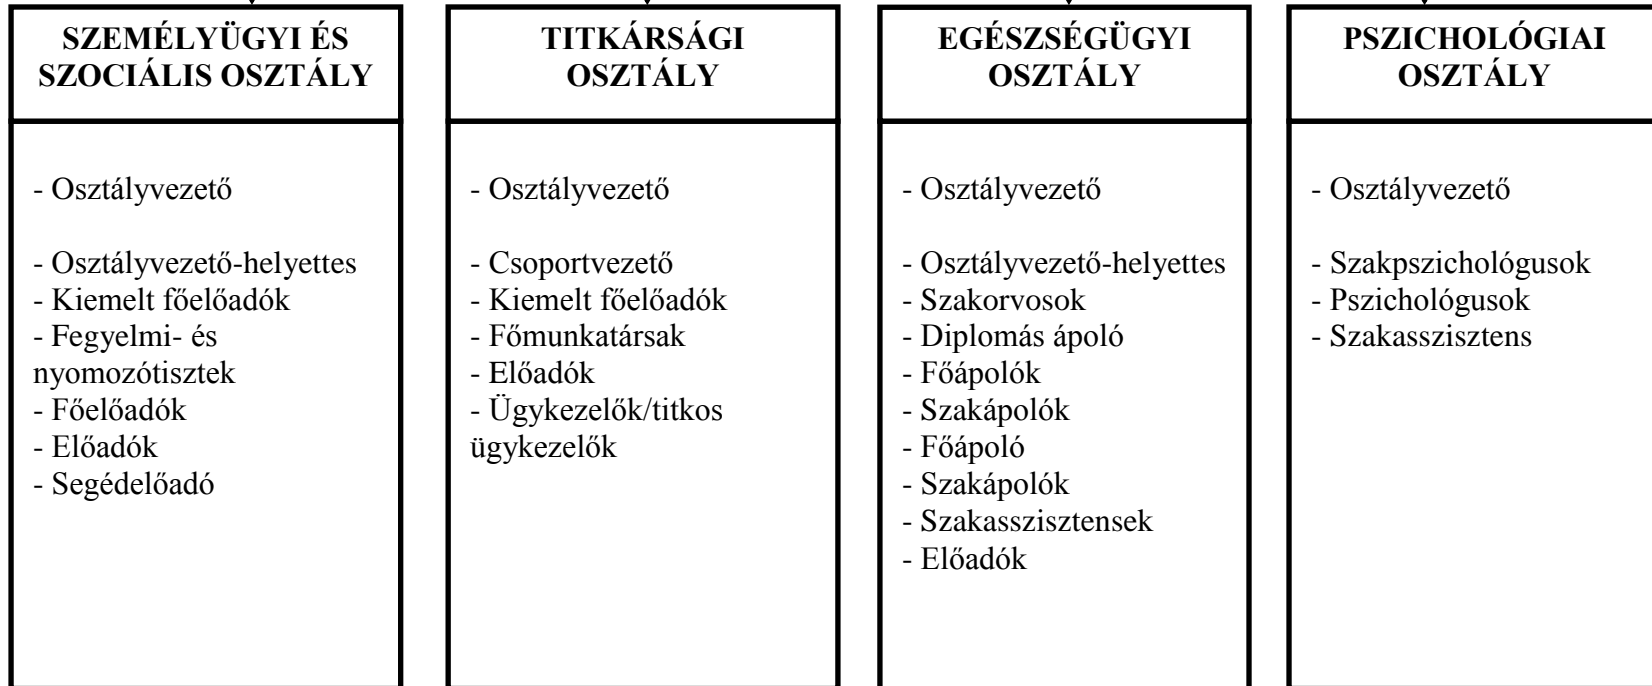 SZEMÉLYÜGYI ÉS
SZOCIÁLIS OSZTÁLY
- Osztályvezető
- Osztályvezető-helyettes
- Kiemelt főelőadók
- Fegyelmi- és
nyomozótisztek
- Főelőadók
- Előadók
- Segédelőadó
TITKÁRSÁGI
OSZTÁLY
- Osztályvezető
- Csoportvezető
- Kiemelt főelőadók
- Főmunkatársak
- Előadók
- Ügykezelők/titkos
ügykezelők
EGÉSZSÉGÜGYI
OSZTÁLY
- Osztályvezető
- Osztályvezető-helyettes
- Szakorvosok
- Diplomás ápoló
- Főápolók
- Szakápolók
- Főápoló
- Szakápolók
- Szakasszisztensek
- Előadók
PSZICHOLÓGIAI
OSZTÁLY
- Osztályvezető
- Szakpszichológusok
- Pszichológusok
- Szakasszisztens